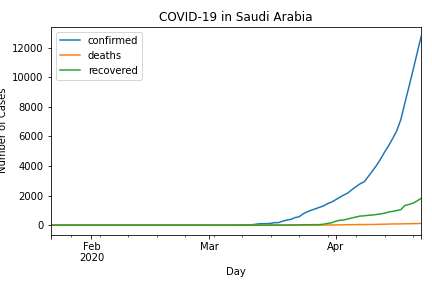 COVID-19 in Saudi Arabia
confirmed
deaths
recovered
12000
10000
8000
6000
4000
2000
0
Number of Cases
Feb
2020
Mar
Apr
Day